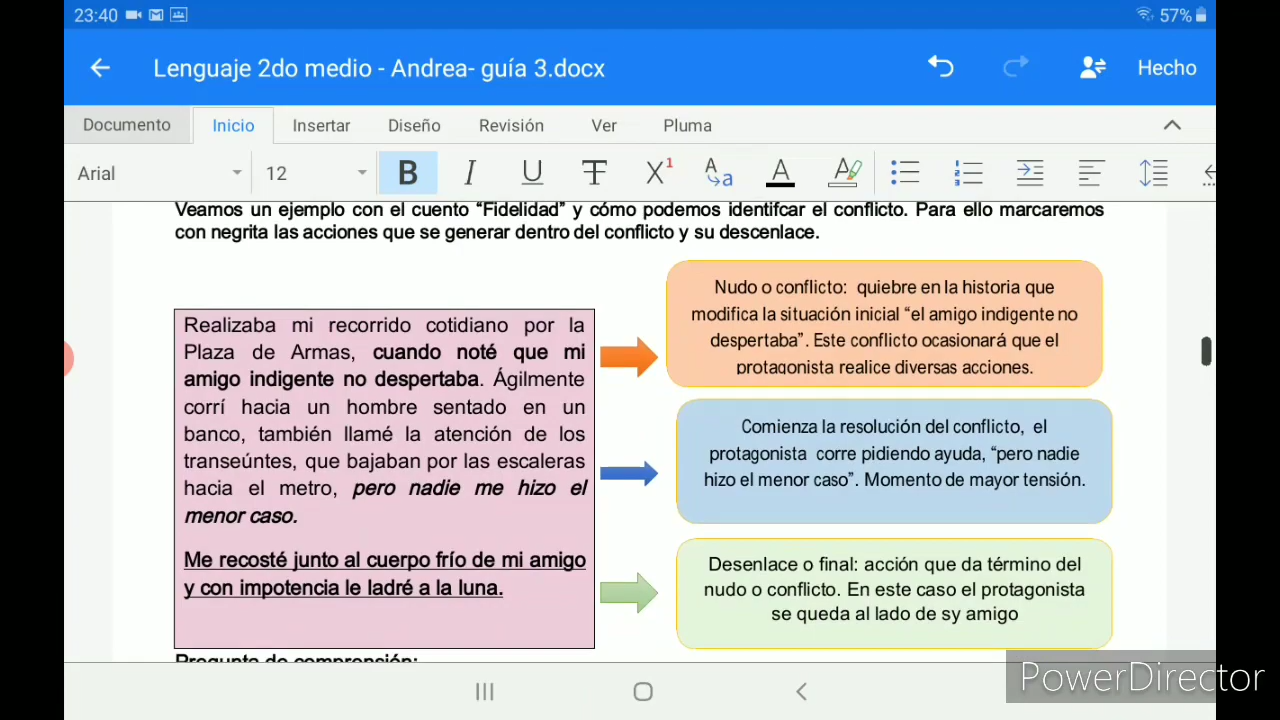 23:40
57%
Lenguaje 2do medio - Andrea- guía 3.docx
Hecho
Documento
Inicio
Insertar
Diseño
Revisión
Ver
Pluma
Arial
12
B
I
U
T
X¹
A a
A
A
Veamos un ejemplo con el cuento “Fidelidad” y cómo podemos identifcar el conflicto. Para ello marcaremos
con negrita las acciones que se generar dentro del conflicto y su descenlace.
Realizaba mi recorrido cotidiano por la
Plaza de Armas, cuando noté que mi
amigo indigente no despertaba. Ágilmente
corrí hacia un hombre sentado en un
banco, también llamé la atención de los
transeúntes, que bajaban por las escaleras
hacia el metro, pero nadie me hizo el
menor caso.
Me recosté junto al cuerpo frío de mi amigo
y con impotencia le ladré a la luna.
Nudo o conflicto: quiebre en la historia que
modifica la situación inicial “el amigo indigente no
despertaba”. Este conflicto ocasionará que el
protagonista realice diversas acciones.
Comienza la resolución del conflicto, el
protagonista corre pidiendo ayuda, “pero nadie
hizo el menor caso”. Momento de mayor tensión.
Desenlace o final: acción que da término del
nudo o conflicto. En este caso el protagonista
se queda al lado de sy amigo
Pregunta de comprensión:
PowerDirector